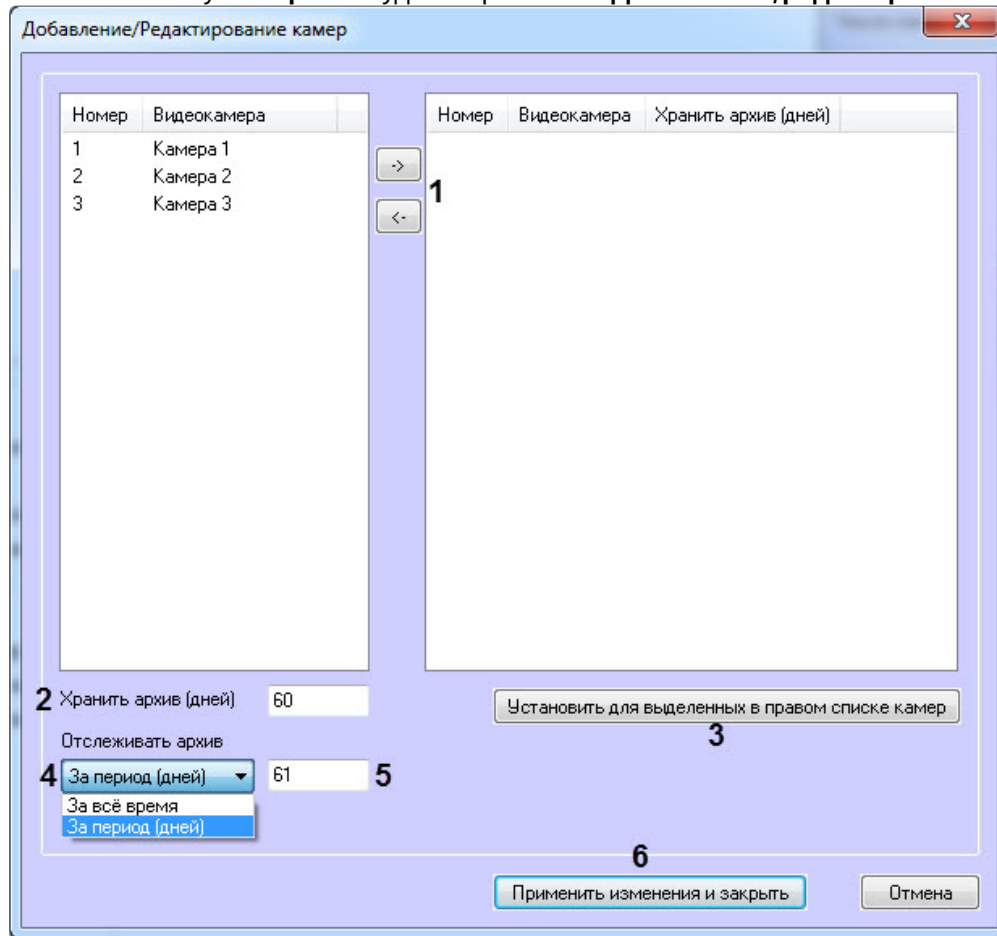 Добавление/Редактирование камер
Номер Видеокамера
1 Камера 1
2 Камера 2
3 Камера 3
->
<-
1
Номер Видеокамера Хранить архив (дней)
2 Хранить архив (дней) 60
Установить для выделенных в правом списке камер
3
Отслеживать архив
4 За период (дней) 61 5
За всё время
За период (дней)
6
Применить изменения и закрыть Отмена